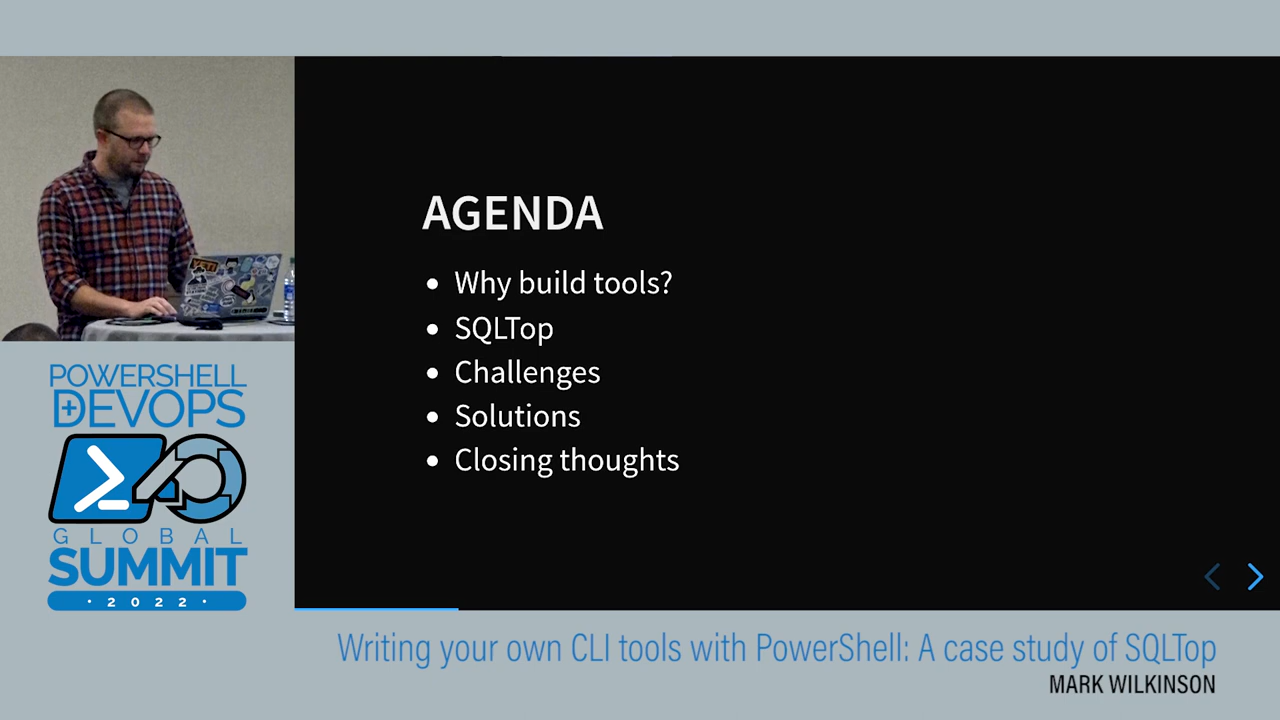 AGENDA
Why build tools?
SQLTop
Challenges
Solutions
Closing thoughts
YETI
POWERSHELL
+DEVOPS
GLOBAL
SUMMIT
· 2022 ·
Writing your own CLI tools with PowerShell: A case study of SQLTop
MARK WILKINSON